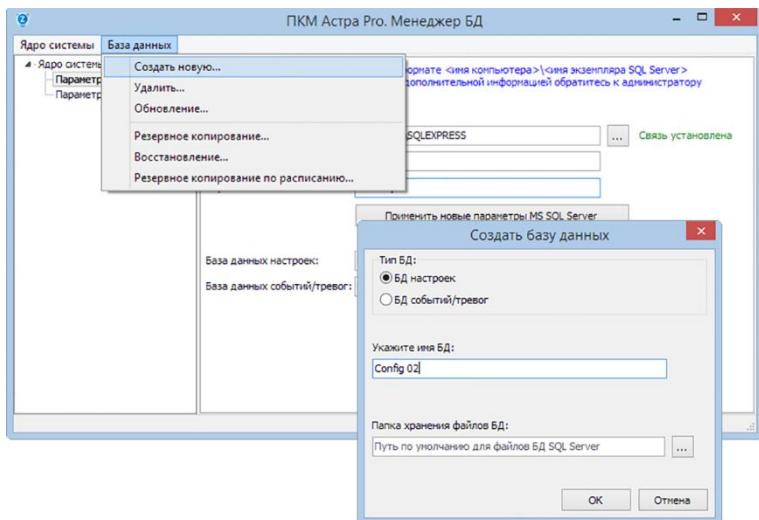 ПКМ Астра Pro. Менеджер БД
Ядро системы База данных
Ядро системы
Параметр
Параметр
Создать новую...
Удалить...
Обновление...
Резервное копирование...
Восстановление...
Резервное копирование по расписанию...
формате <имя компьютера>\<имя экземпляра SQL Server>
дополнительной информацией обратитесь к администратору
SQLEXPRESS ... Связь установлена
Применить новые параметры MS SQL Server
База данных настроек:
База данных событий/тревог:
Создать базу данных
Тип БД:
БД настроек
БД событий/тревог
Укажите имя БД:
Config 02
Папка хранения файлов БД:
Путь по умолчанию для файлов БД SQL Server ...
OK Отмена